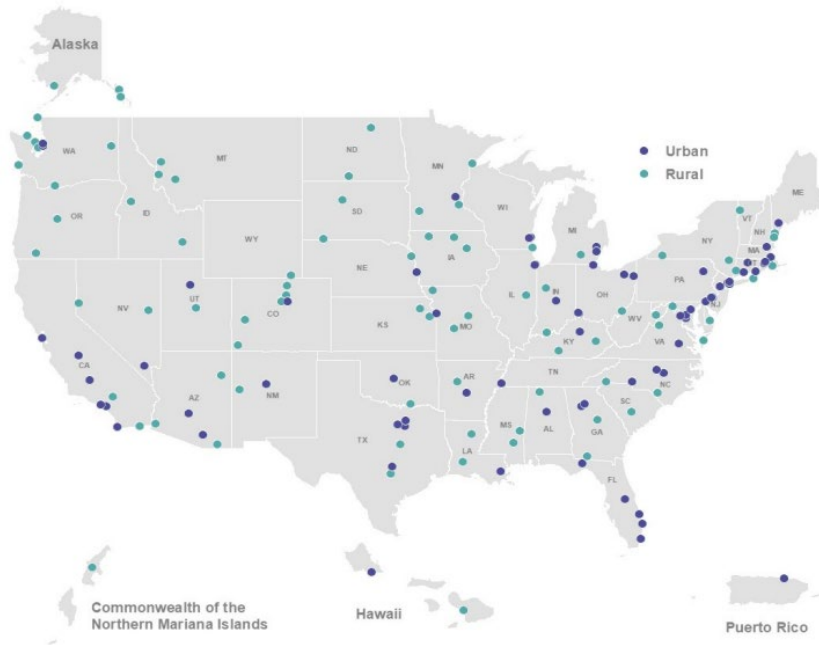 Alaska
WA
MT
ND
MN
OR
ID
SD
WI
MI
WY
NE
IA
NV
UT
CO
KS
MO
IL
IN
OH
KY
WV
VA
PA
NY
VT
NH
MA
CT
ME
NJ
CA
AZ
NM
OK
AR
TN
NC
SC
TX
LA
MS
AL
GA
FL
Urban
Rural
Commonwealth of the
Northern Mariana Islands
Hawaii
Puerto Rico